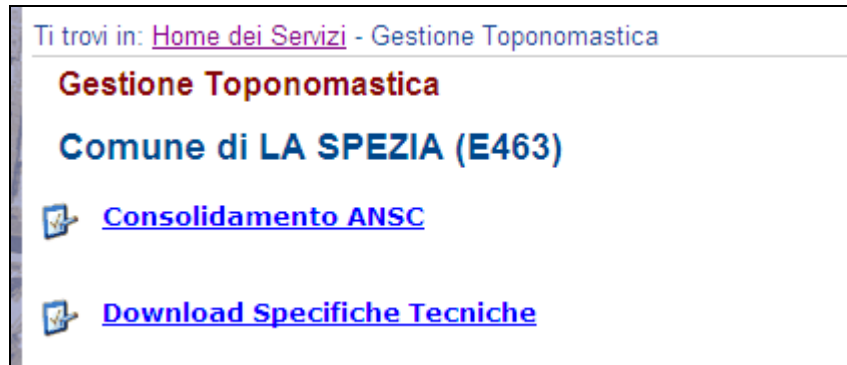 Ti trovi in: Home dei Servizi - Gestione Toponomastica
Gestione Toponomastica
Comune di LA SPEZIA (E463)
Consolidamento ANSC
Download Specifiche Tecniche